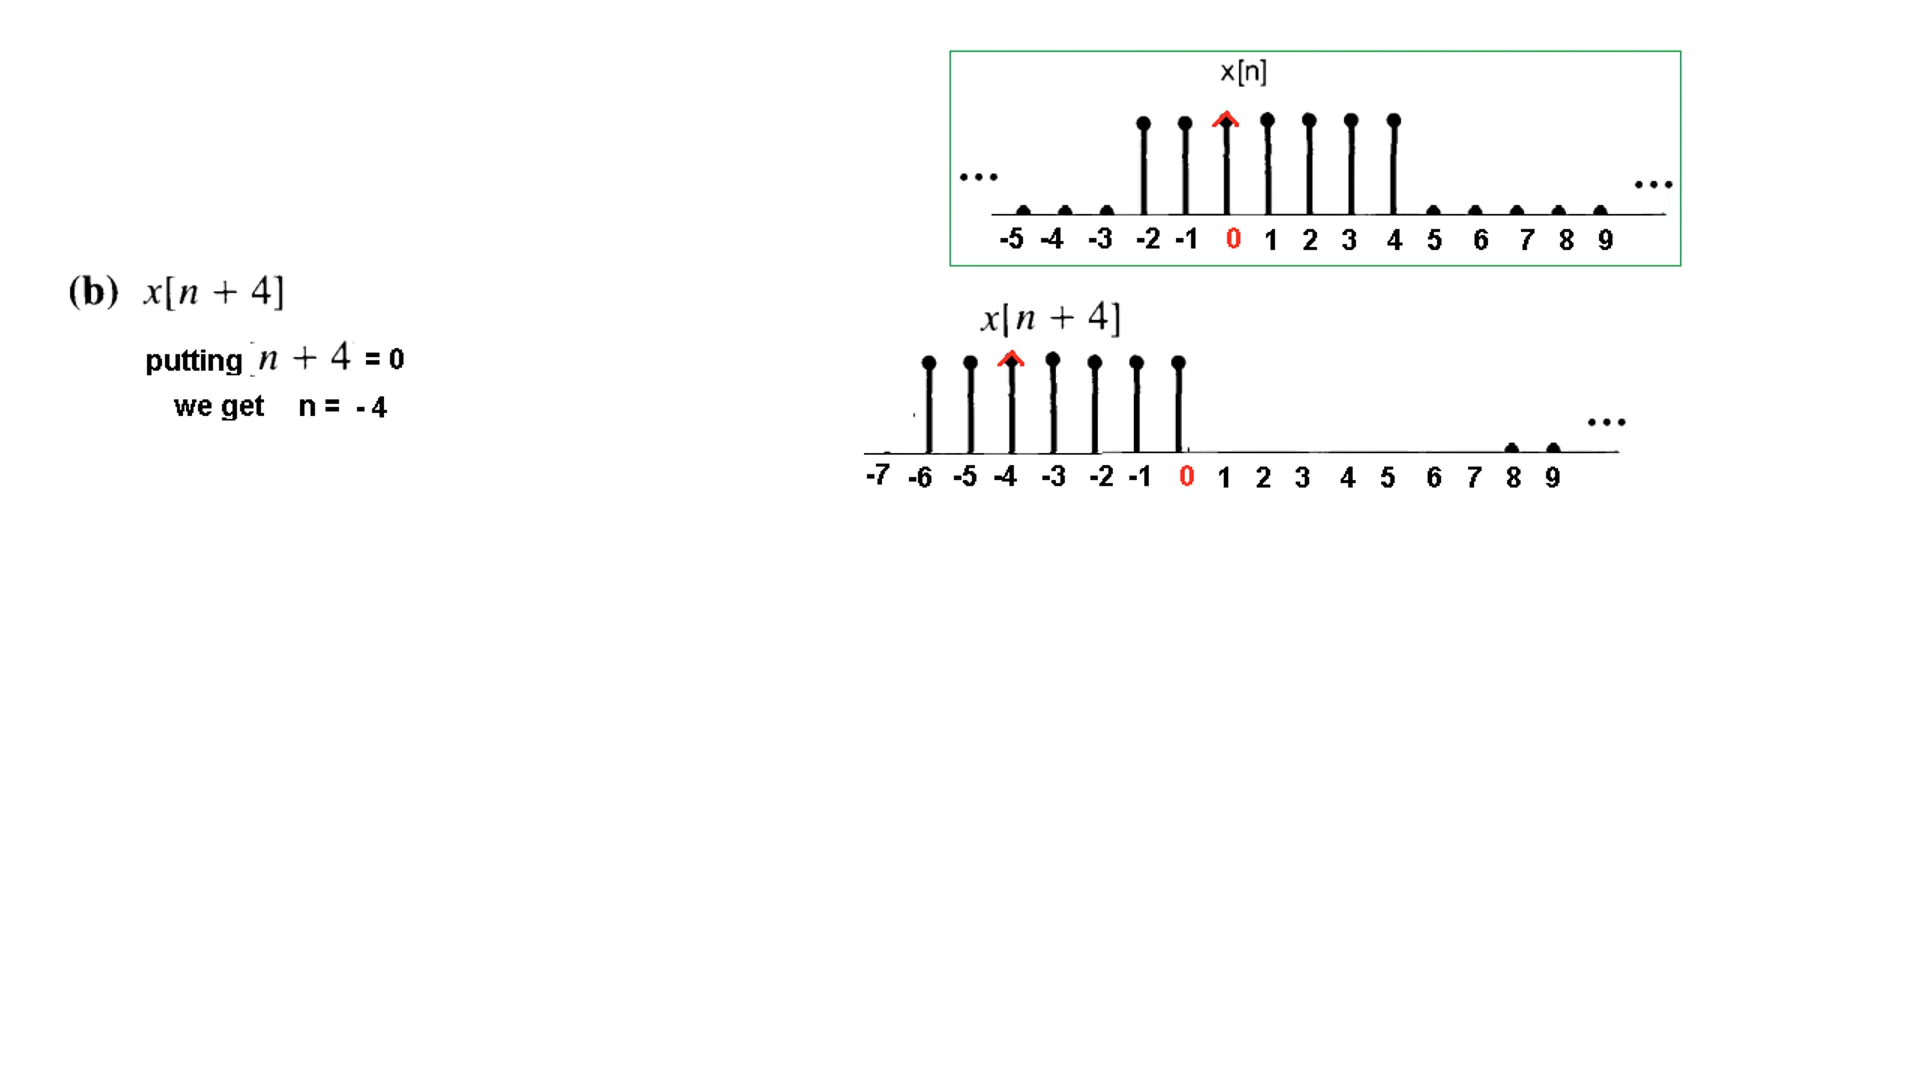 x[n]
... ...
-5 -4 -3 -2 -1 0 1 2 3 4 5 6 7 8 9
(b) x[n + 4]
x[n + 4]
putting n + 4 = 0
we get n = - 4
...
-7 -6 -5 -4 -3 -2 -1 0 1 2 3 4 5 6 7 8 9